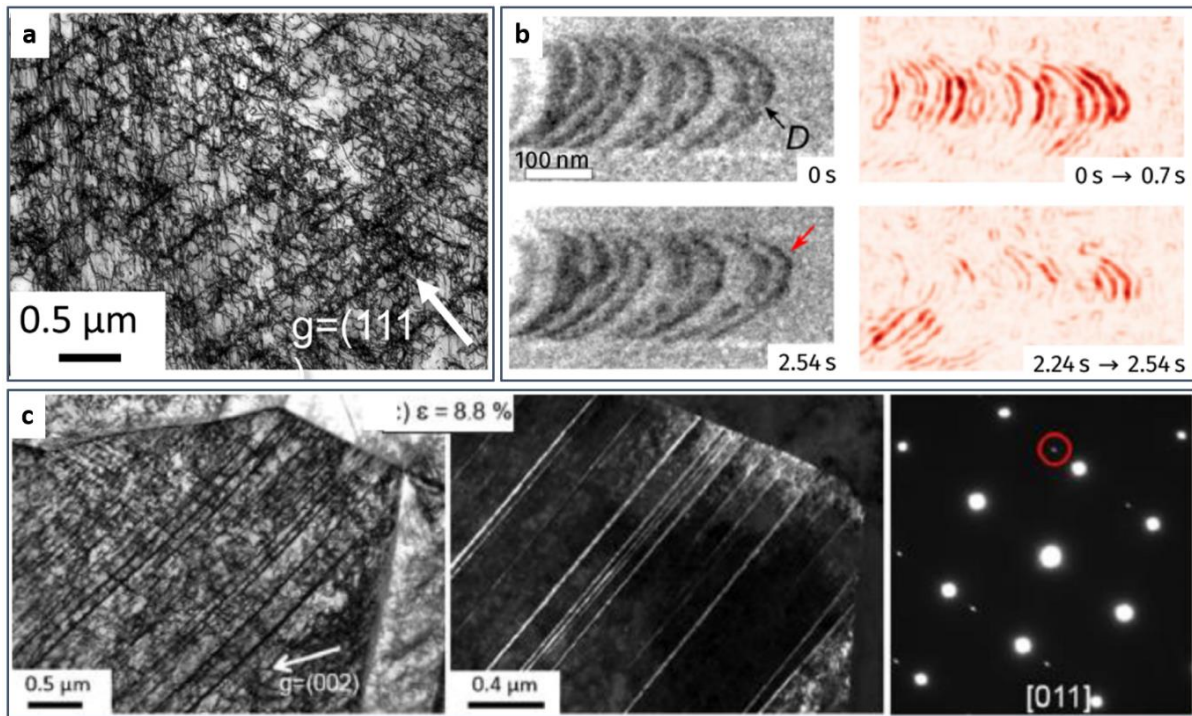 a
0.5 μm
g=(111
)
b
D
100 nm
0 s
0 s → 0.7 s
2.54 s
2.24 s → 2.54 s
c
:) ε = 8.8 %
0.5 μm
g=(002)
0.4 μm
[011]